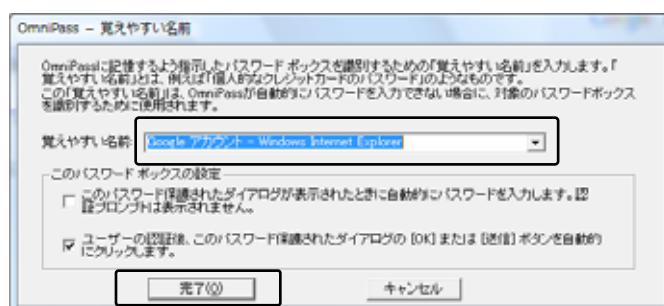 OmniPass – 覚えやすい名前
OmniPassに記憶するよう指示したパスワード ボックスを識別するための「覚えやすい名前」を入力します。「
覚えやすい名前」とは、例えば「個人的なクレジットカードのパスワード」のようなものです。
この「覚えやすい名前」は、OmniPassが自動的にパスワードを入力できない場合に、対象のパスワードボックス
を識別するために使用されます。
覚えやすい名前: Google アカウント - Windows Internet Explorer
このパスワード ボックスの設定
このパスワード保護されたダイアログが表示されたときに自動的にパスワードを入力します。認
証プロンプトは表示されません。
ユーザーの認証後、このパスワード保護されたダイアログの [OK] または [送信] ボタンを自動的
にクリックします。
完了(O) キャンセル